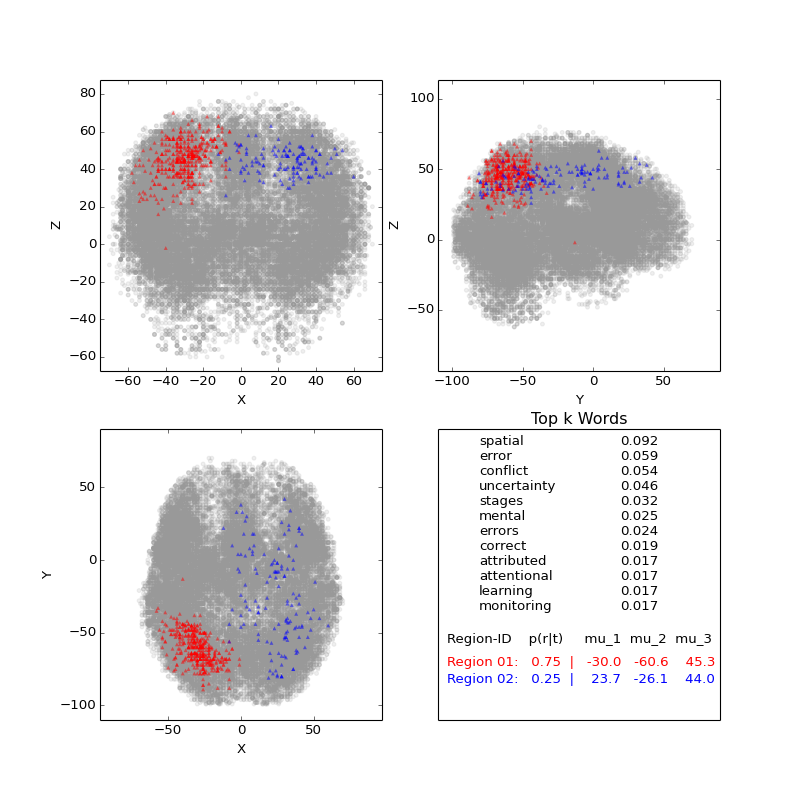 80
60
40
20
0
−20
−40
−60
Z
−60 −40 −20 0 20 40 60
X
100
50
0
−50
Z
−100 −50 0 50
Y
50
0
−50
−100
Y
−50 0 50
X
Top k Words
spatial 0.092
error 0.059
conflict 0.054
uncertainty 0.046
stages 0.032
mental 0.025
errors 0.024
correct 0.019
attributed 0.017
attentional 0.017
learning 0.017
monitoring 0.017
Region-ID p(r|t) mu_1 mu_2 mu_3
Region 01: 0.75 | -30.0 -60.6 45.3
Region 02: 0.25 | 23.7 -26.1 44.0